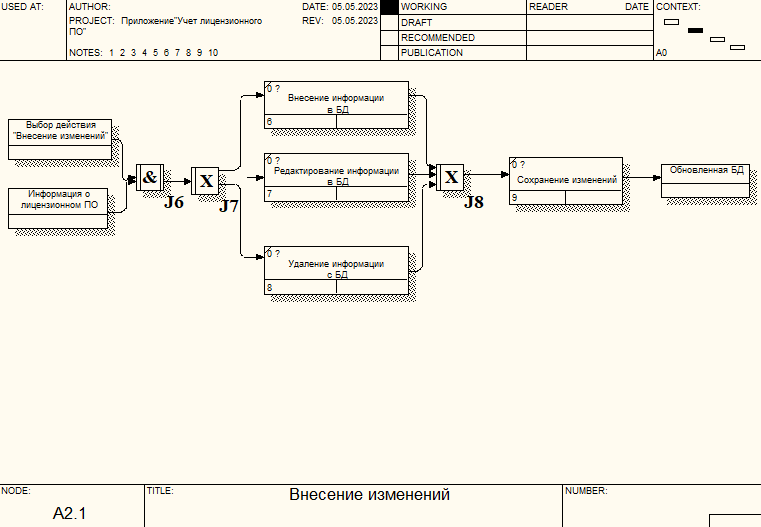 USED AT:
AUTHOR:
DATE: 05.05.2023
WORKING
READER
DATE
CONTEXT:
PROJECT: Приложение"Учет лицензионного
ПО"
REV: 05.05.2023
DRAFT
RECOMMENDED
NOTES: 1 2 3 4 5 6 7 8 9 10
PUBLICATION
A0
Выбор действия
"Внесение изменений"
Информация о
лицензионном ПО
&
J6
X
J7
0 ?
Внесение информации
в БД
6
0 ?
Редактирование информации
в БД
7
0 ?
Удаление информации
с БД
8
X
J8
0 ?
Сохранение изменений
9
Обновленная БД
NODE:
TITLE:
Внесение изменений
NUMBER:
A2.1